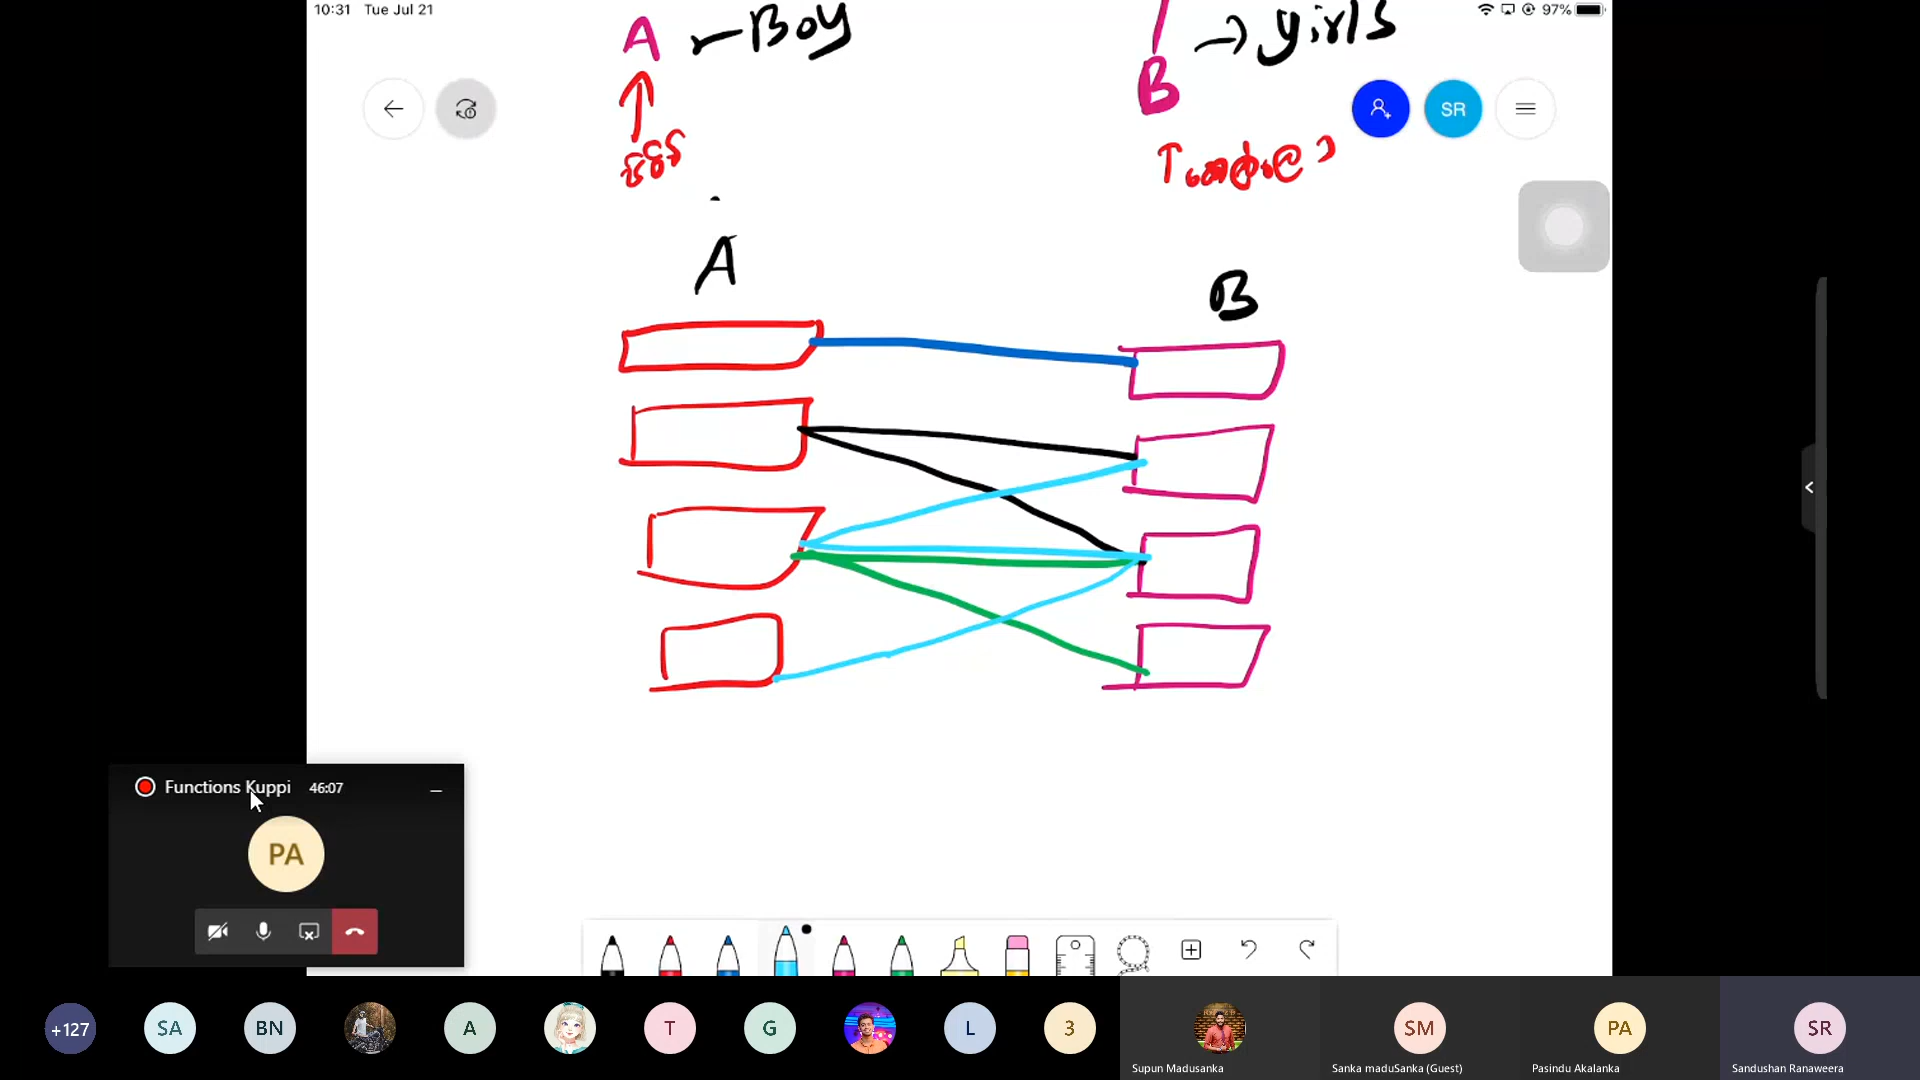 10:31 Tue Jul 21
97%
A - Boy
→ girls
B
SR
A
B
Functions Kuppi 46:07
PA
+127
SA
BN
A
T
G
L
3
Supun Madusanka
SM
Sanka maduSanka (Guest)
PA
Pasindu Akalanka
SR
Sandushan Ranaweera